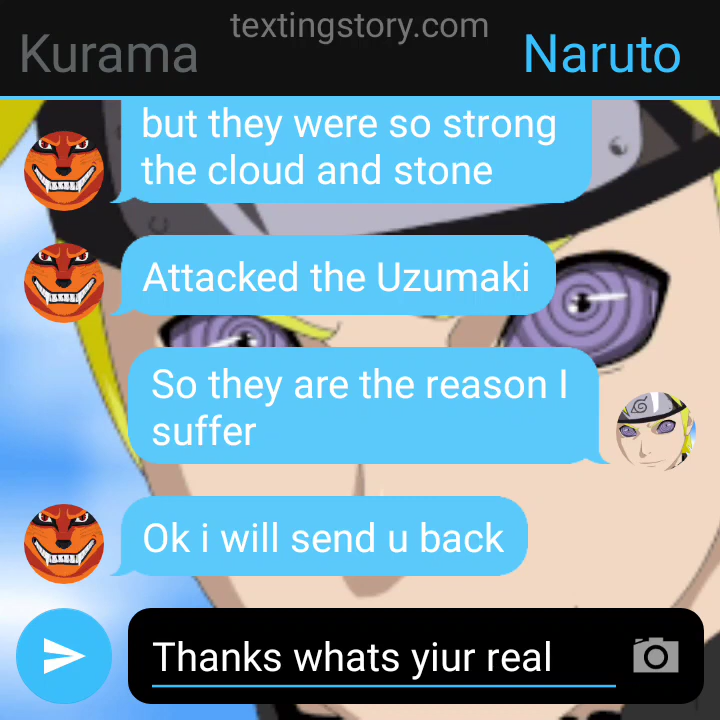 textingstory.com
Kurama
Naruto
but they were so strong
the cloud and stone
Attacked the Uzumaki
So they are the reason I
suffer
Ok i will send u back
Thanks whats yiur real